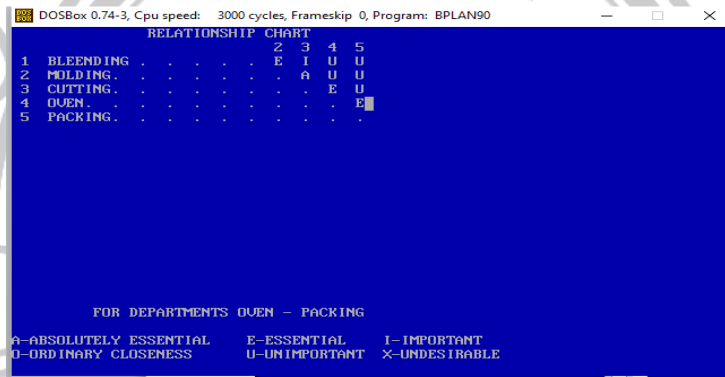 DOSBox 0.74-3, Cpu speed: 3000 cycles, Frameskip 0, Program: BPLAN90
RELATIONSHIP CHART
2 3 4 5
1 BLEENDING . . . . . E I U U
2 MOLDING. . . . . . . A U U
3 CUTTING. . . . . . . . E U
4 OVEN. . . . . . . . . . E
5 PACKING. . . . . . . . . .
FOR DEPARTMENTS OVEN - PACKING
A-ABSOLUTELY ESSENTIAL E-ESSENTIAL I-IMPORTANT
O-ORDINARY CLOSENESS U-UNIMPORTANT X-UNDESIRABLE